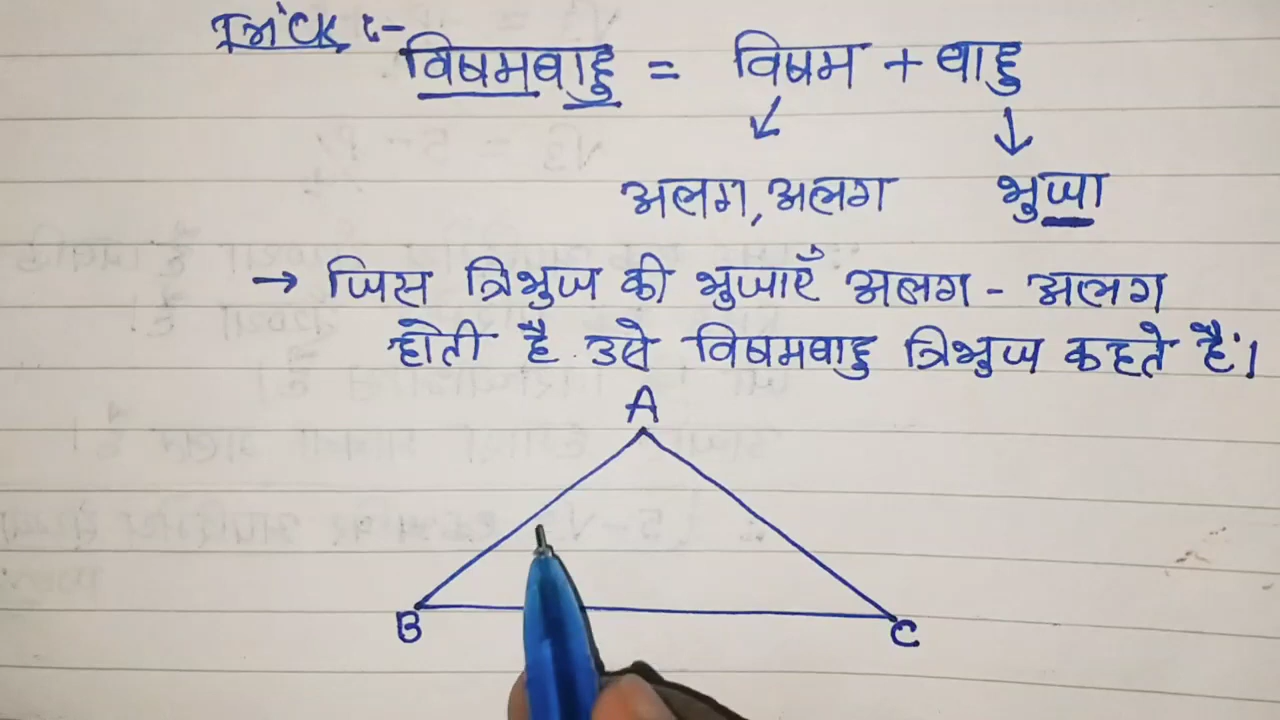 Trick :-
विषमबाहु = विषम + बाहु
अलग, अलग भुजा
→ जिस त्रिभुज की भुजाएँ अलग - अलग
होती है उसे विषमबाहु त्रिभुज कहते हैं।
A
B C